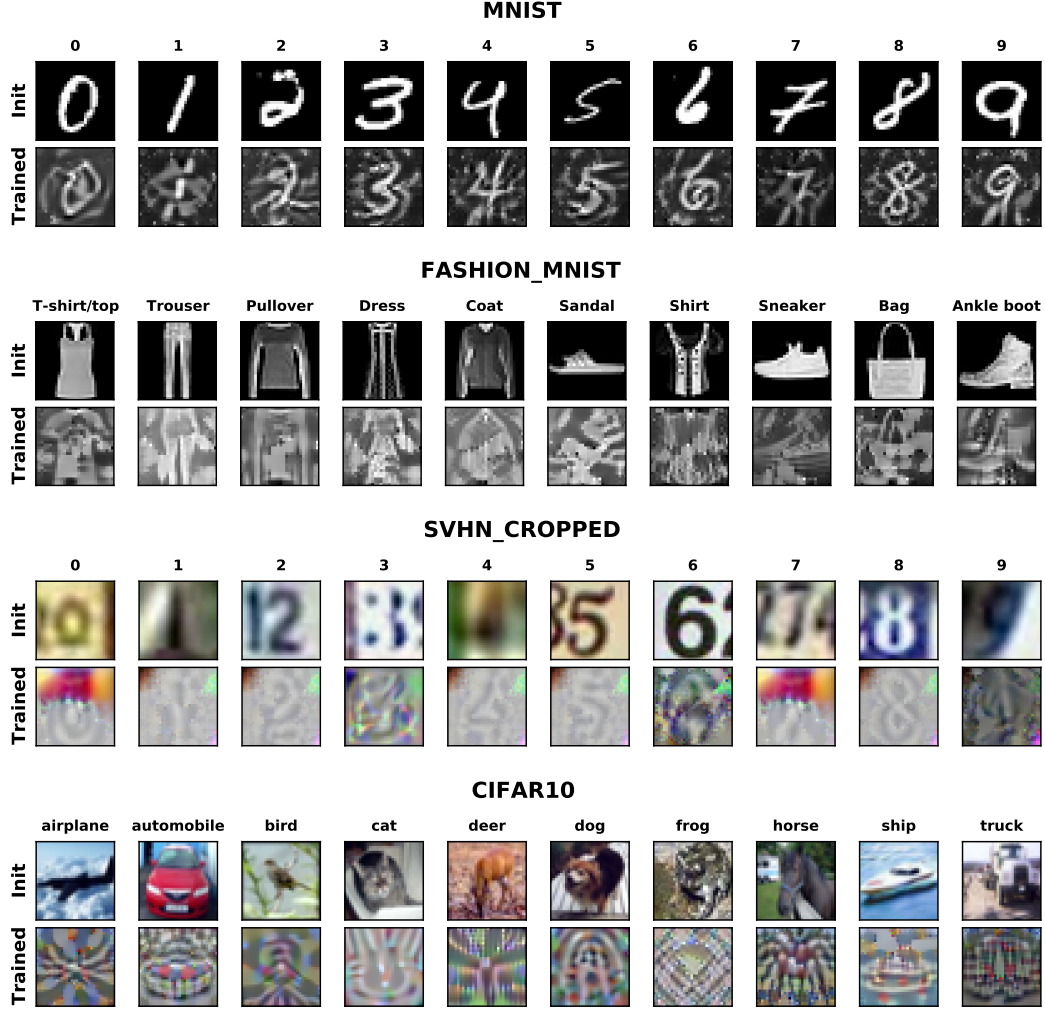 MNIST
0 1 2 3 4 5 6 7 8 9
Init
Trained
FASHION_MNIST
T-shirt/top Trouser Pullover Dress Coat Sandal Shirt Sneaker Bag Ankle boot
Init
Trained
SVHN_CROPPED
0 1 2 3 4 5 6 7 8 9
Init
Trained
CIFAR10
airplane automobile bird cat deer dog frog horse ship truck
Init
Trained